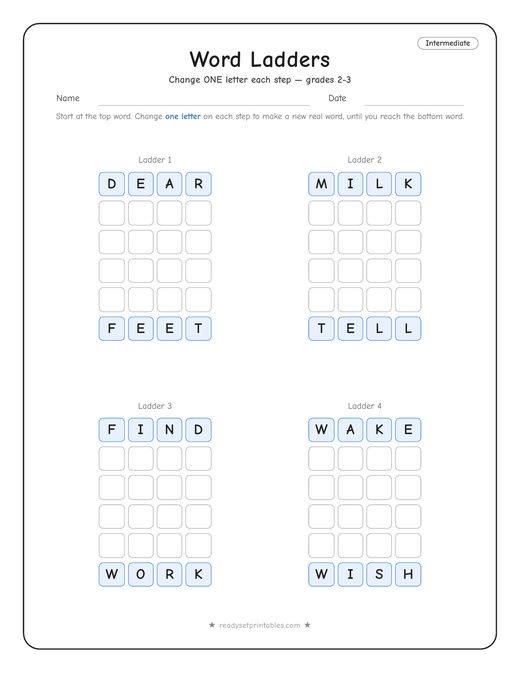 Intermediate
Word Ladders
Change ONE letter each step — grades 2-3
Name Date
Start at the top word. Change one letter on each step to make a new real word, until you reach the bottom word.
Ladder 1
D E A R
F E E T
Ladder 2
M I L K
T E L L
Ladder 3
F I N D
W O R K
Ladder 4
W A K E
W I S H
★ readysetprintables.com ★